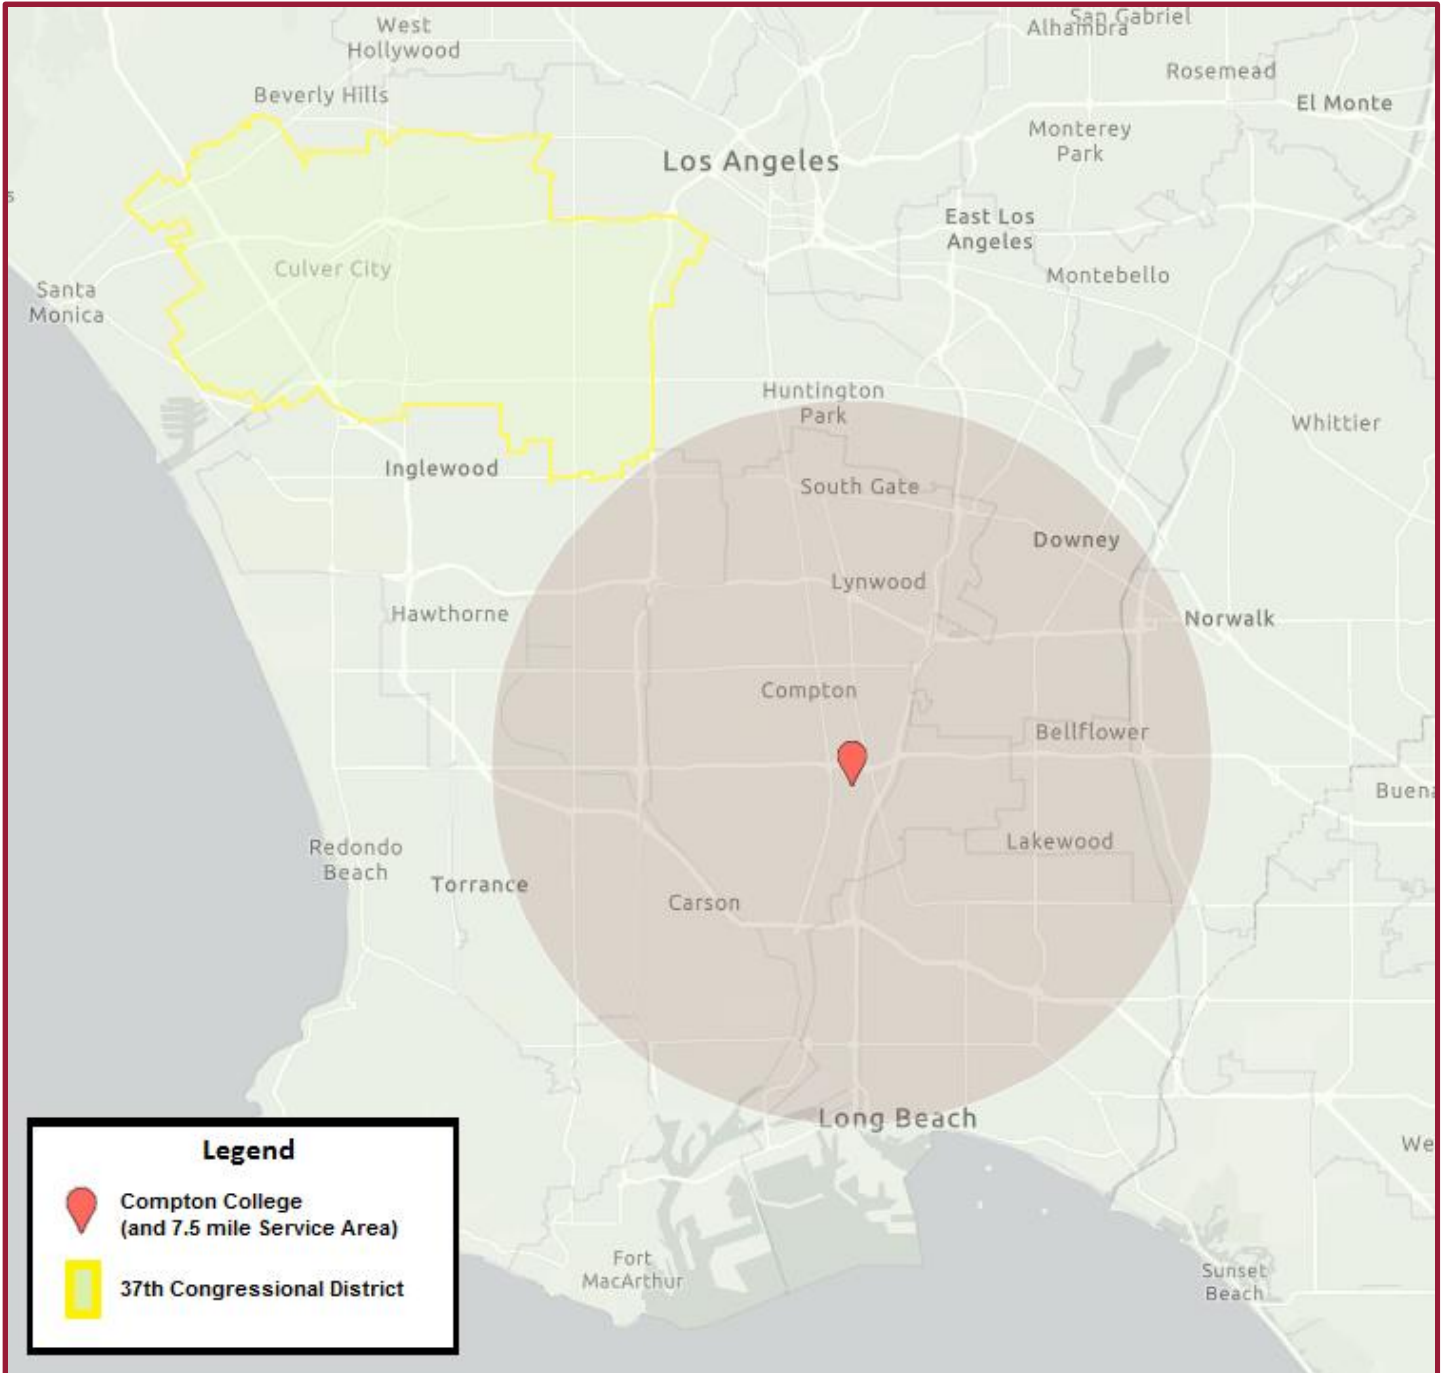 West
Hollywood
San Gabriel
Alhambra
Rosemead
Beverly Hills
El Monte
Monterey
Park
Los Angeles
s
East Los
Angeles
Culver City
Montebello
Santa
Monica
Huntington
Park
Whittier
Inglewood
South Gate
Downey
Lynwood
Hawthorne
Norwalk
Compton
Bellflower
Buena
Redondo
Beach
Lakewood
Torrance
Carson
Long Beach
We
Fort
MacArthur
Sunset
Beach
Legend
Compton College
(and 7.5 mile Service Area)
37th Congressional District